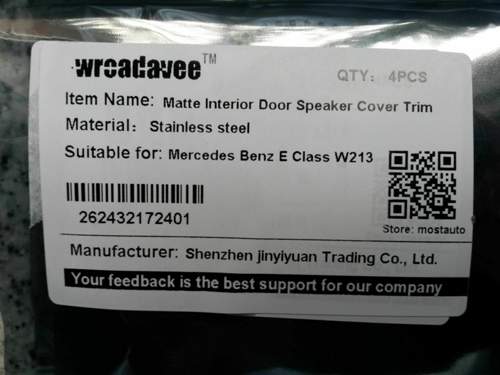 wroadavee™
QTY: 4PCS
Item Name: Matte Interior Door Speaker Cover Trim
Material: Stainless steel
Suitable for: Mercedes Benz E Class W213
262432172401
Store: mostauto
Manufacturer: Shenzhen jinyiyuan Trading Co., Ltd.
Your feedback is the best support for our company